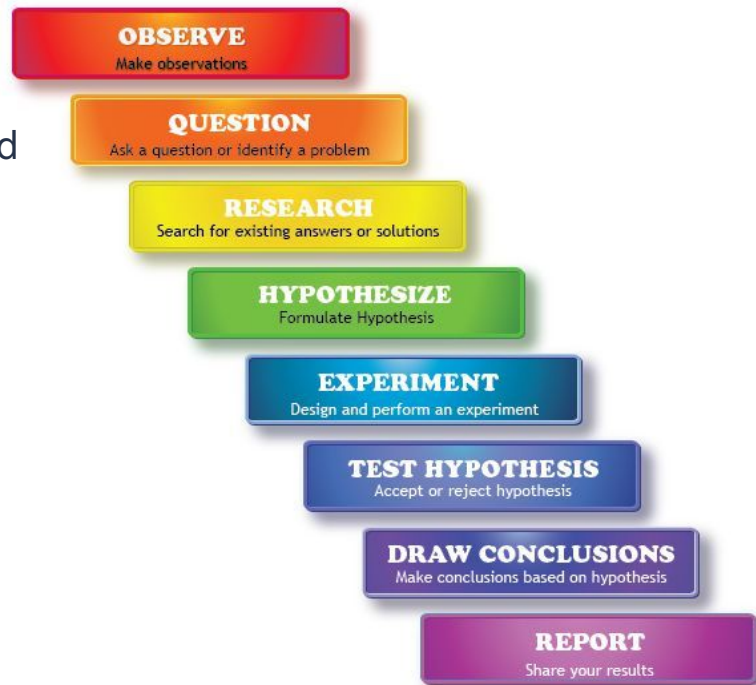 OBSERVE
Make observations
QUESTION
Ask a question or identify a problem
d
RESEARCH
Search for existing answers or solutions
HYPOTHESIZE
Formulate Hypothesis
EXPERIMENT
Design and perform an experiment
TEST HYPOTHESIS
Accept or reject hypothesis
DRAW CONCLUSIONS
Make conclusions based on hypothesis
REPORT
Share your results